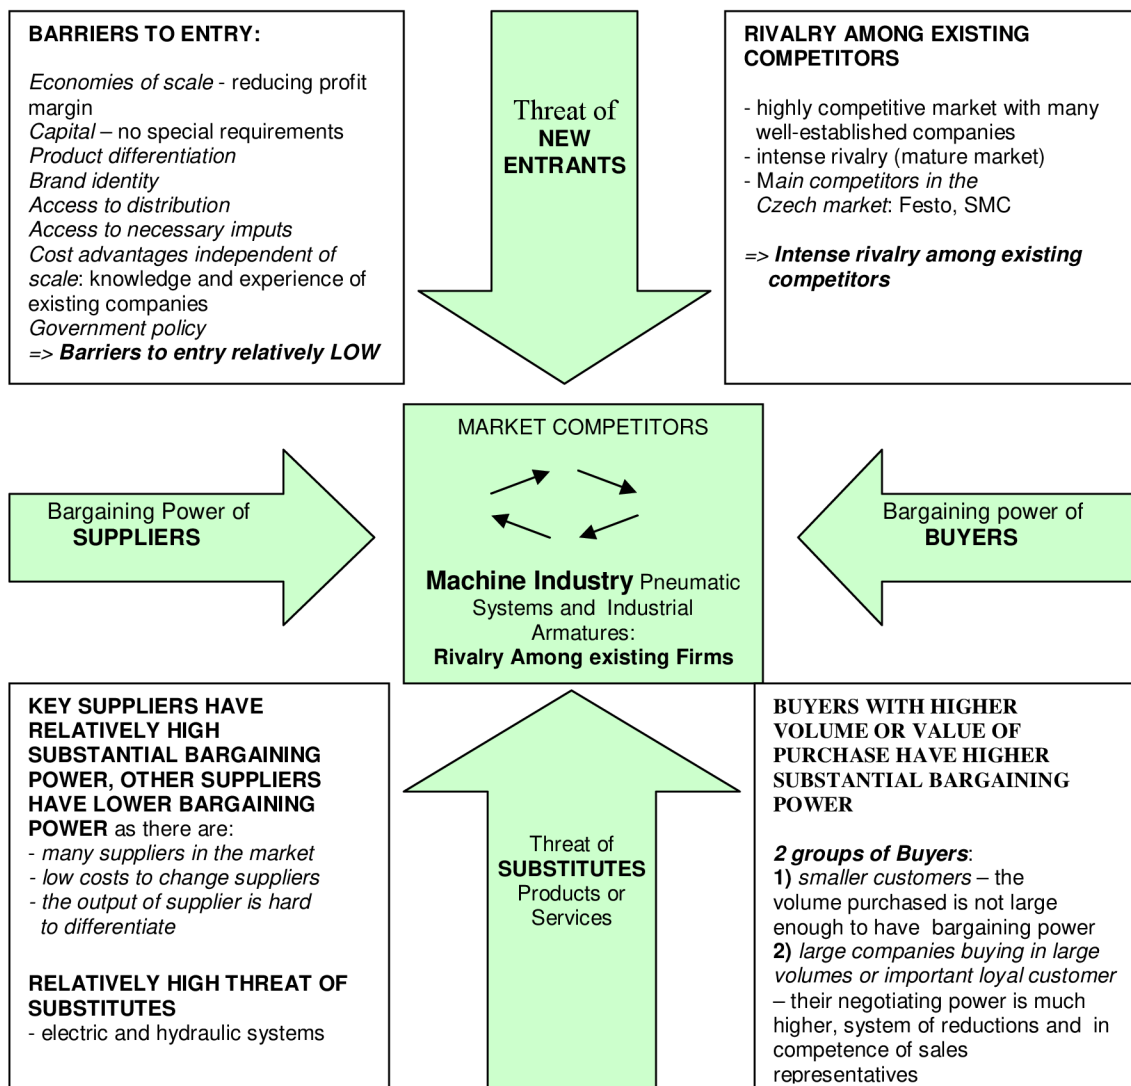 BARRIERS TO ENTRY:
Economies of scale - reducing profit
margin
Capital – no special requirements
Product differentiation
Brand identity
Access to distribution
Access to necessary imputs
Cost advantages independent of
scale: knowledge and experience of
existing companies
Government policy
=> Barriers to entry relatively LOW
Threat of
NEW
ENTRANTS
RIVALRY AMONG EXISTING
COMPETITORS
- highly competitive market with many
well-established companies
- intense rivalry (mature market)
- Main competitors in the
Czech market: Festo, SMC
=> Intense rivalry among existing
competitors
Bargaining Power of
SUPPLIERS
MARKET COMPETITORS
Machine Industry Pneumatic
Systems and Industrial
Armatures:
Rivalry Among existing Firms
Bargaining power of
BUYERS
KEY SUPPLIERS HAVE
RELATIVELY HIGH
SUBSTANTIAL BARGAINING
POWER, OTHER SUPPLIERS
HAVE LOWER BARGAINING
POWER as there are:
- many suppliers in the market
- low costs to change suppliers
- the output of supplier is hard
to differentiate
RELATIVELY HIGH THREAT OF
SUBSTITUTES
- electric and hydraulic systems
Threat of
SUBSTITUTES
Products or
Services
BUYERS WITH HIGHER
VOLUME OR VALUE OF
PURCHASE HAVE HIGHER
SUBSTANTIAL BARGAINING
POWER
2 groups of Buyers:
1) smaller customers – the
volume purchased is not large
enough to have bargaining power
2) large companies buying in large
volumes or important loyal customer
– their negotiating power is much
higher, system of reductions and in
competence of sales
representatives